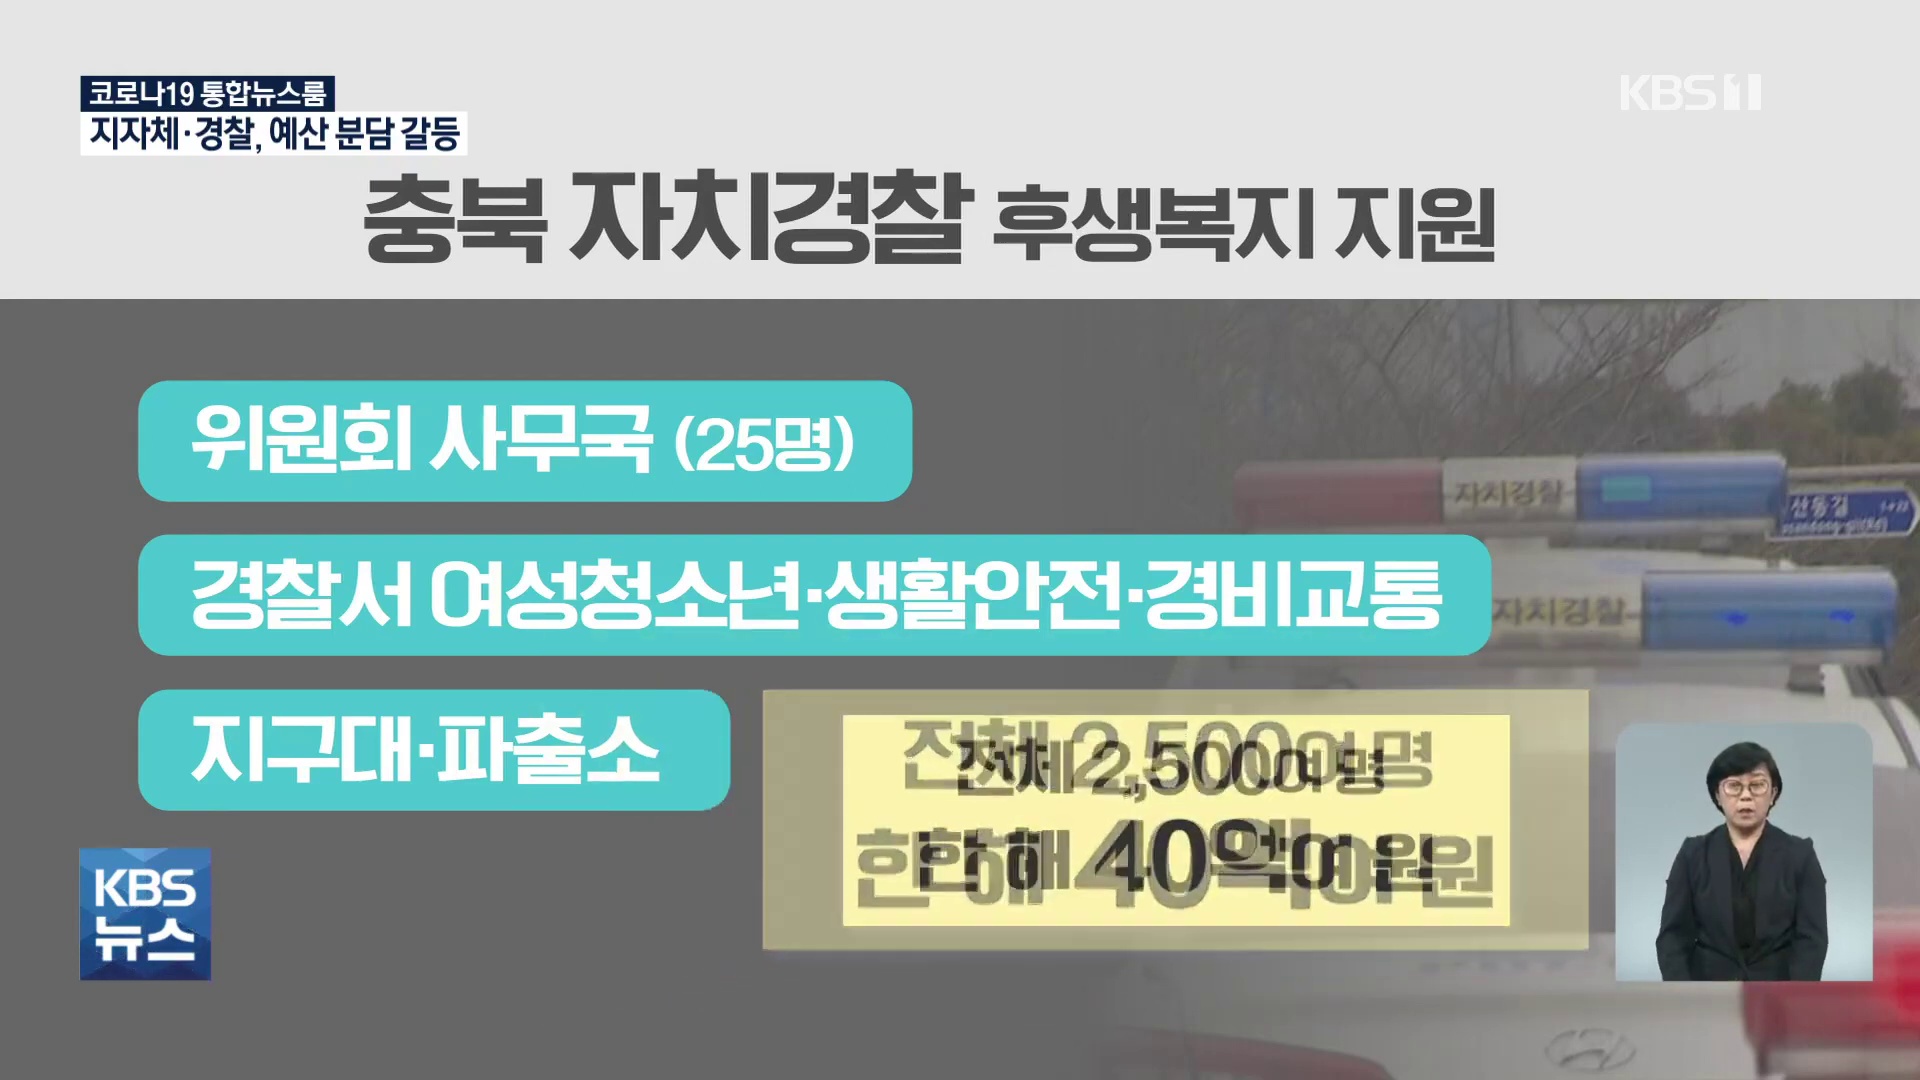 코로나19 통합뉴스룸
지자체·경찰, 예산 분담 갈등
KBS 1
충북 자치경찰 후생복지 지원
위원회 사무국 (25명)
자치경찰
산동길
경찰서 여성청소년·생활안전·경비교통
자치경찰
지구대·파출소
전체 2,500여 명
한 해 40억여 원
KBS
뉴스